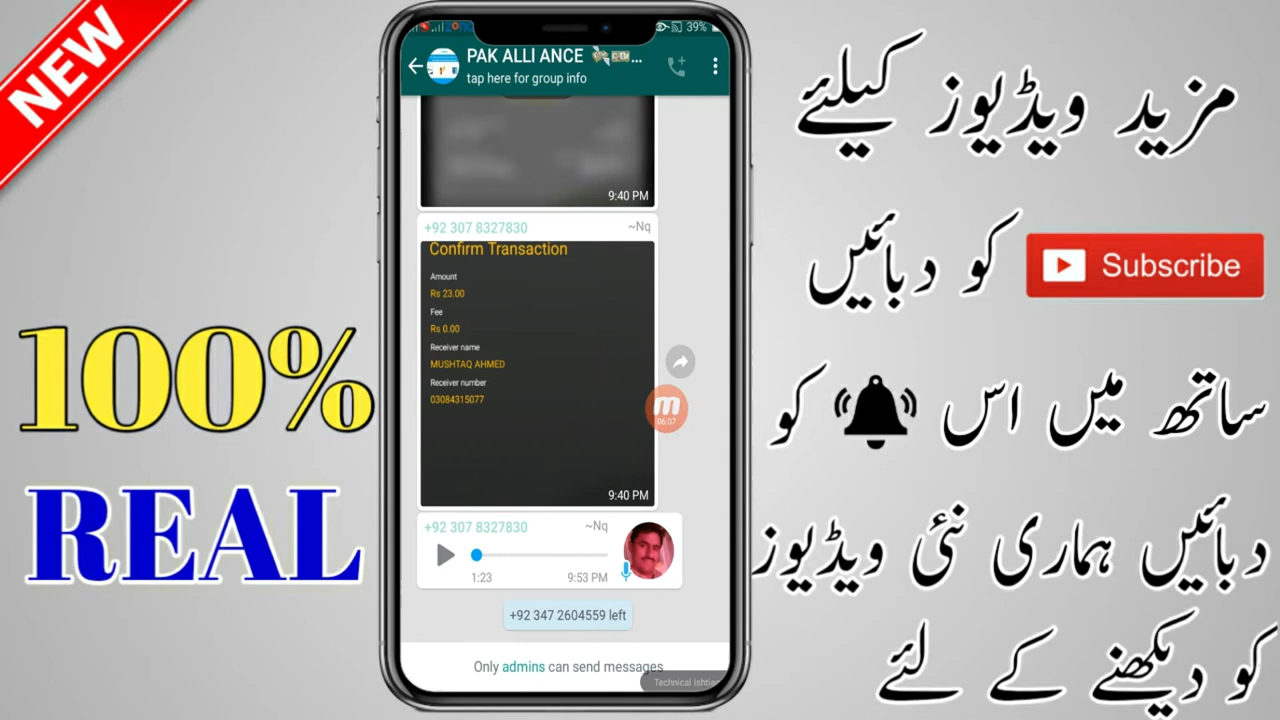 NEW
100%
REAL
39%
PAK ALLI ANCE 💸💵...
tap here for group info
9:40 PM
+92 307 8327830
~Nq
Confirm Transaction
Amount
Rs 23.00
Fee
Rs 0.00
Receiver name
MUSHTAQ AHMED
Receiver number
03084315077
06:07
9:40 PM
+92 307 8327830
~Nq
1:23
9:53 PM
+92 347 2604559 left
Only admins can send messages
Technical Ishtiaq
مزید ویڈیوز کیلئے
Subscribe کو دبائیں
ساتھ میں اس کو
دبائیں ہماری نئی ویڈیوز
کو دیکھنے کے لئے